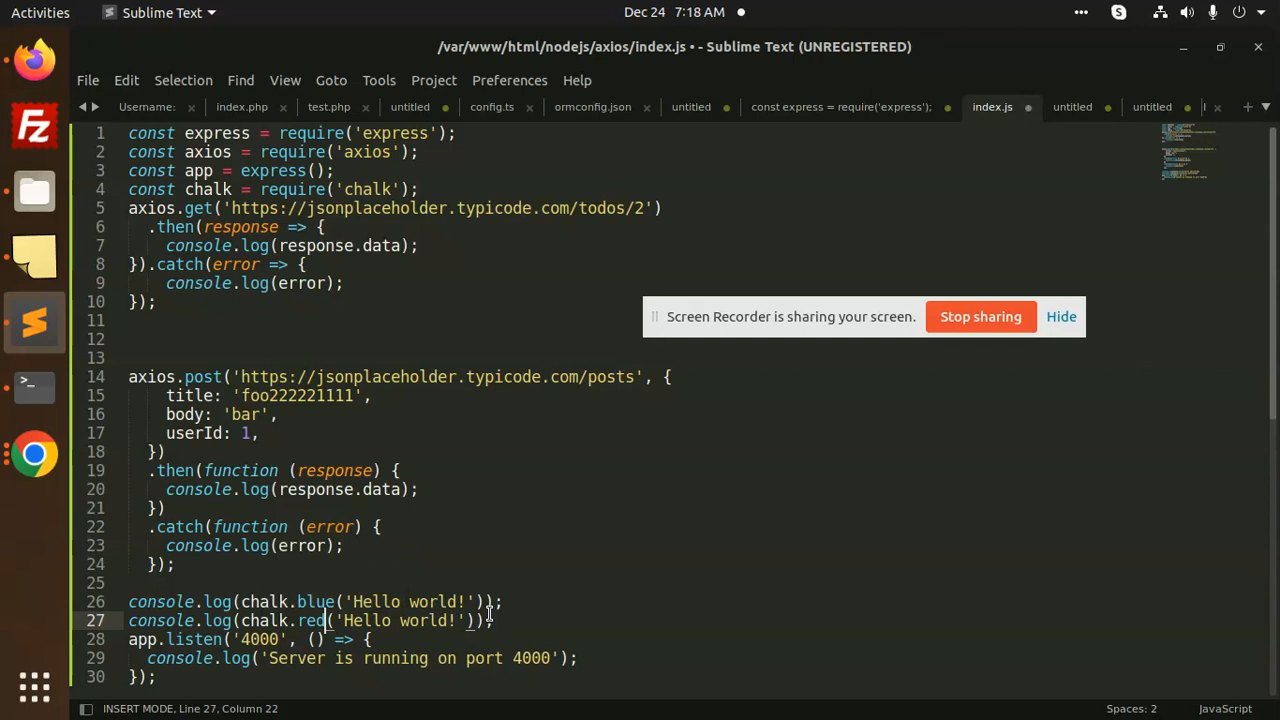 Activities
Sublime Text
Dec 24 7:18 AM
/var/www/html/nodejs/axios/index.js • - Sublime Text (UNREGISTERED)
File Edit Selection Find View Goto Tools Project Preferences Help
Username: index.php test.php untitled config.ts ormconfig.json untitled const express = require('express'); index.js untitled untitled
1 const express = require('express');
2 const axios = require('axios');
3 const app = express();
4 const chalk = require('chalk');
5 axios.get('https://jsonplaceholder.typicode.com/todos/2')
6 .then(response => {
7 console.log(response.data);
8 }).catch(error => {
9 console.log(error);
10 });
11
12
Screen Recorder is sharing your screen. Stop sharing Hide
13
14 axios.post('https://jsonplaceholder.typicode.com/posts', {
15 title: 'foo222221111',
16 body: 'bar',
17 userId: 1,
18 })
19 .then(function (response) {
20 console.log(response.data);
21 })
22 .catch(function (error) {
23 console.log(error);
24 });
25
26 console.log(chalk.blue('Hello world!'));
27 console.log(chalk.red('Hello world!'));
28 app.listen('4000', () => {
29 console.log('Server is running on port 4000');
30 });
INSERT MODE, Line 27, Column 22
Spaces: 2
JavaScript